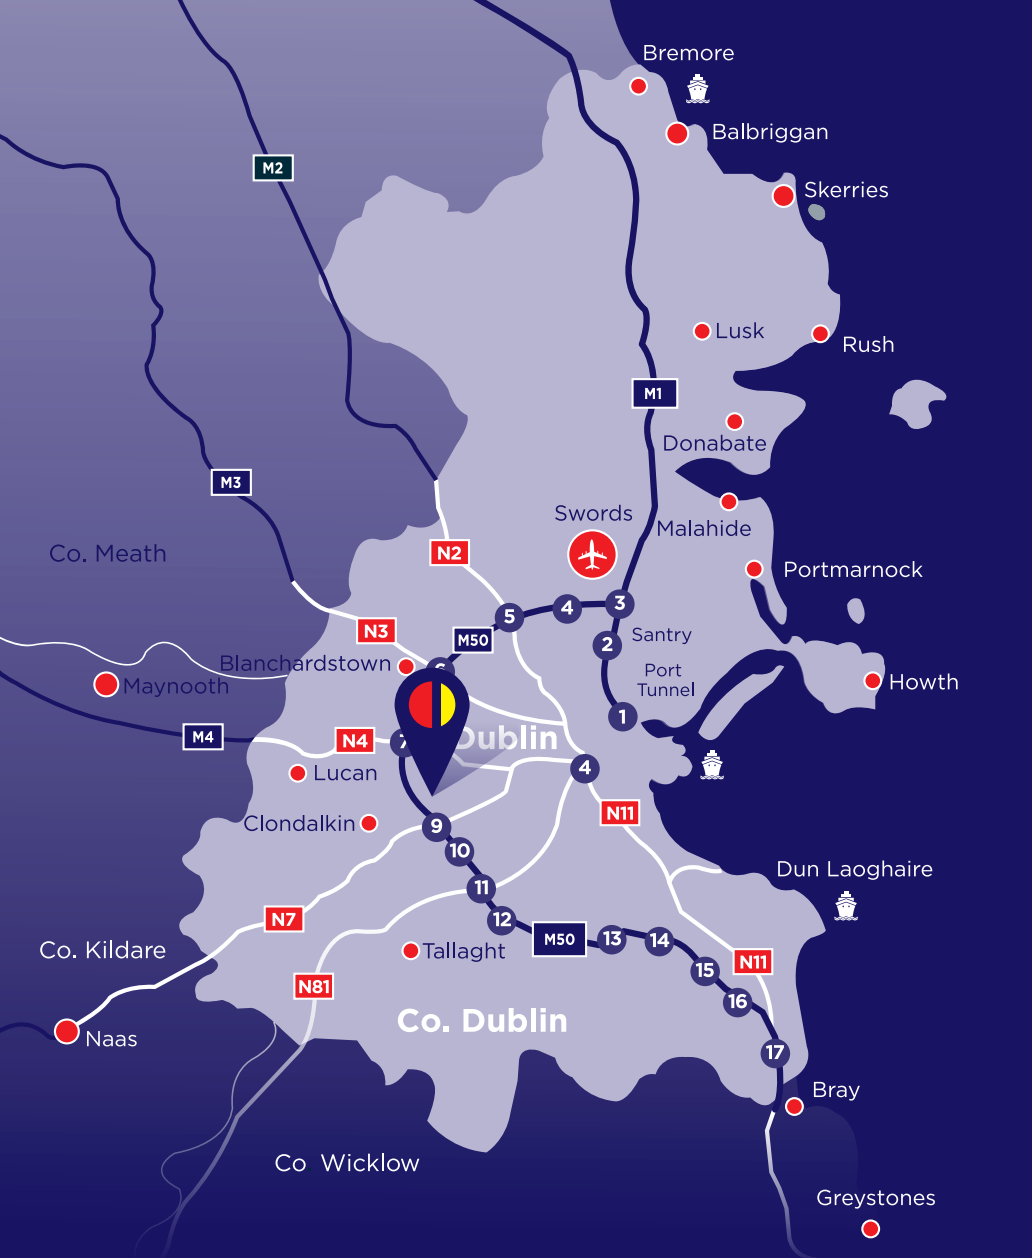 Bremore
Balbriggan
M2
Skerries
Lusk
Rush
M1
Donabate
M3
Swords
Malahide
Co. Meath
N2
Portmarnock
3
4
5
N3
M50
2
Santry
Blanchardstown
6
Port
Tunnel
Maynooth
Howth
1
M4
N4
7
Dublin
4
Lucan
N11
Clondalkin
9
10
Dun Laoghaire
11
N7
12
M50
13
14
Co. Kildare
Tallaght
N11
15
N81
16
Co. Dublin
Naas
17
Bray
Co Wicklow
Greystones